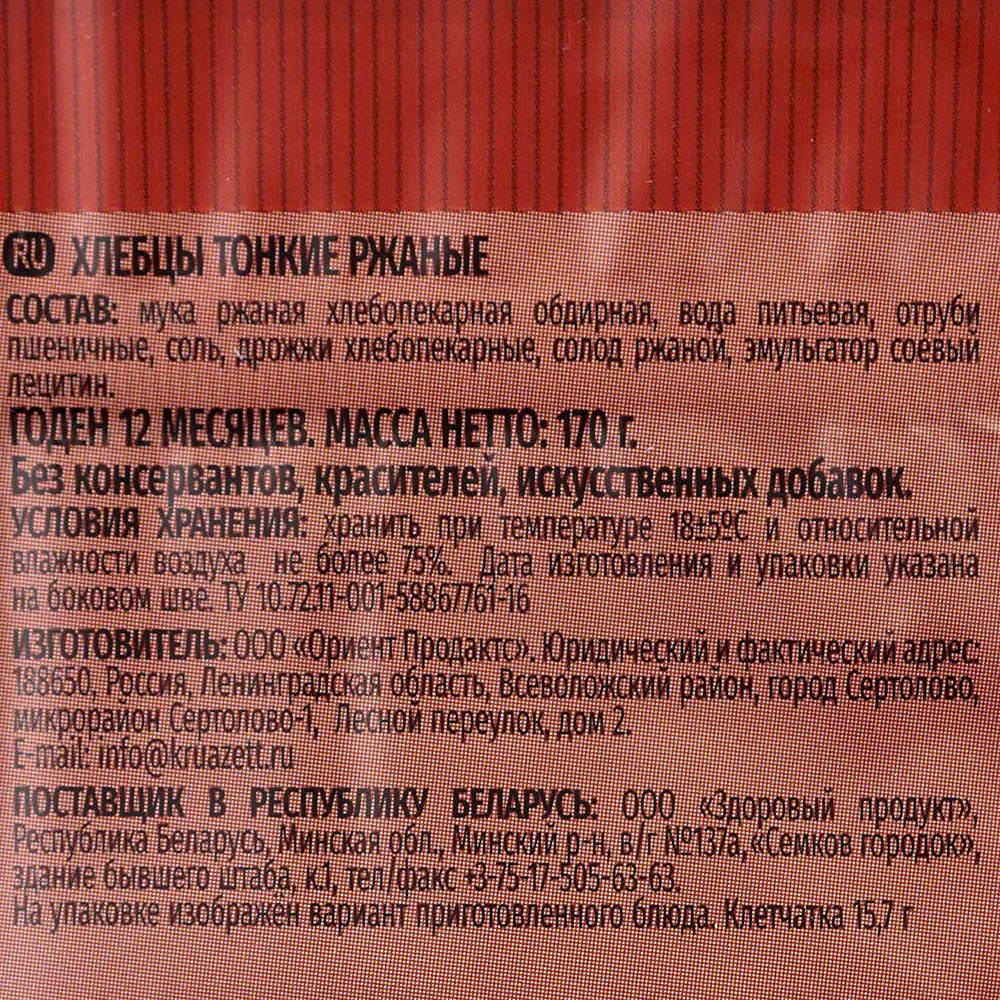 RU ХЛЕБЦЫ ТОНКИЕ РЖАНЫЕ
СОСТАВ: мука ржаная хлебопекарная обдирная, вода питьевая, отруби
пшеничные, соль, дрожжи хлебопекарные, солод ржаной, эмульгатор соевый
лецитин.
ГОДЕН 12 МЕСЯЦЕВ. МАССА НЕТТО: 170 г.
Без консервантов, красителей, искусственных добавок.
УСЛОВИЯ ХРАНЕНИЯ: хранить при температуре 18±5ºС и относительной
влажности воздуха не более 75%. Дата изготовления и упаковки указана
на боковом шве. ТУ 10.72.11-001-58867761-16
ИЗГОТОВИТЕЛЬ: ООО «Ориент Продактс». Юридический и фактический адрес:
188650, Россия, Ленинградская область, Всеволожский район, город Сертолово,
микрорайон Сертолово-1, Лесной переулок, дом 2.
E-mail: info@kruazett.ru
ПОСТАВЩИК В РЕСПУБЛИКУ БЕЛАРУСЬ: ООО «Здоровый продукт»,
Республика Беларусь, Минская обл., Минский р-н, в/г №137а,«Семков городок»,
здание бывшего штаба, к.1, тел/факс +3-75-17-505-63-63.
На упаковке изображен вариант приготовленного блюда. Клетчатка 15,7 г